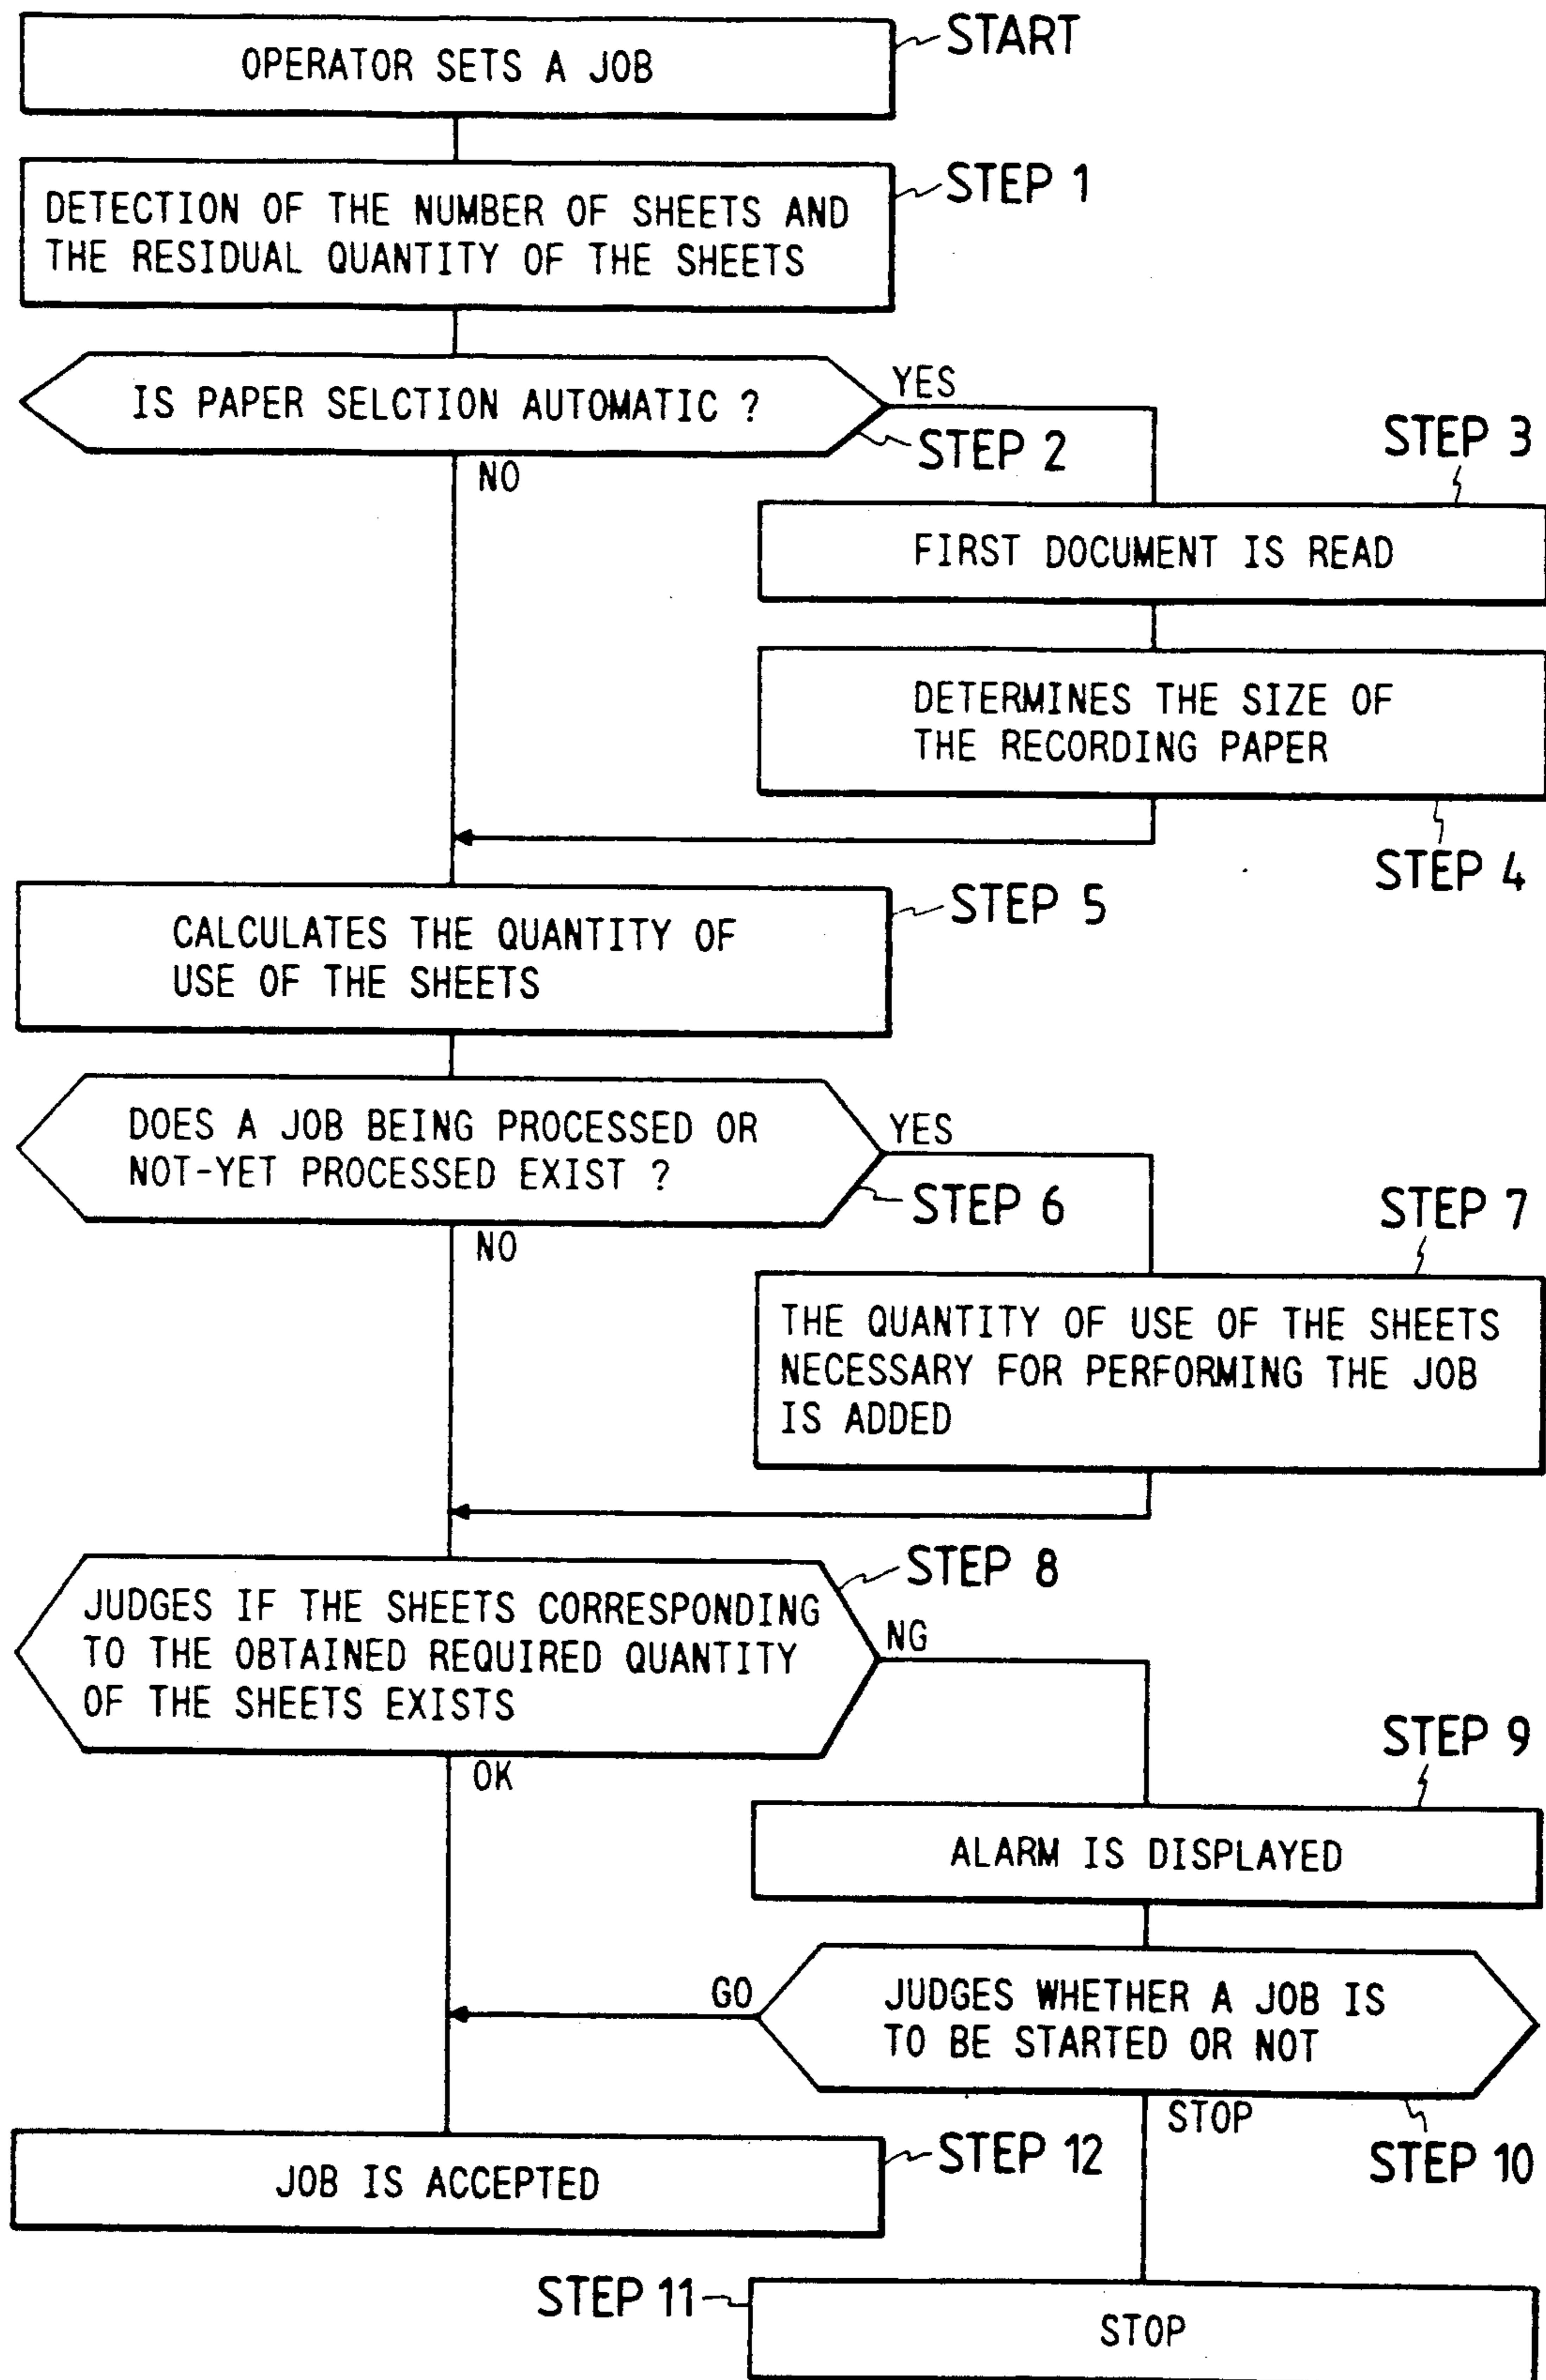 OPERATOR SETS A JOB
START
DETECTION OF THE NUMBER OF SHEETS AND
THE RESIDUAL QUANTITY OF THE SHEETS
STEP 1
IS PAPER SELCTION AUTOMATIC ?
YES
STEP 2
NO
STEP 3
FIRST DOCUMENT IS READ
DETERMINES THE SIZE OF
THE RECORDING PAPER
STEP 4
CALCULATES THE QUANTITY OF
USE OF THE SHEETS
STEP 5
DOES A JOB BEING PROCESSED OR
NOT-YET PROCESSED EXIST ?
YES
STEP 6
NO
STEP 7
THE QUANTITY OF USE OF THE SHEETS
NECESSARY FOR PERFORMING THE JOB
IS ADDED
STEP 8
JUDGES IF THE SHEETS CORRESPONDING
TO THE OBTAINED REQUIRED QUANTITY
OF THE SHEETS EXISTS
NG
OK
STEP 9
ALARM IS DISPLAYED
GO
JUDGES WHETHER A JOB IS
TO BE STARTED OR NOT
STOP
STEP 10
JOB IS ACCEPTED
STEP 12
STEP 11
STOP